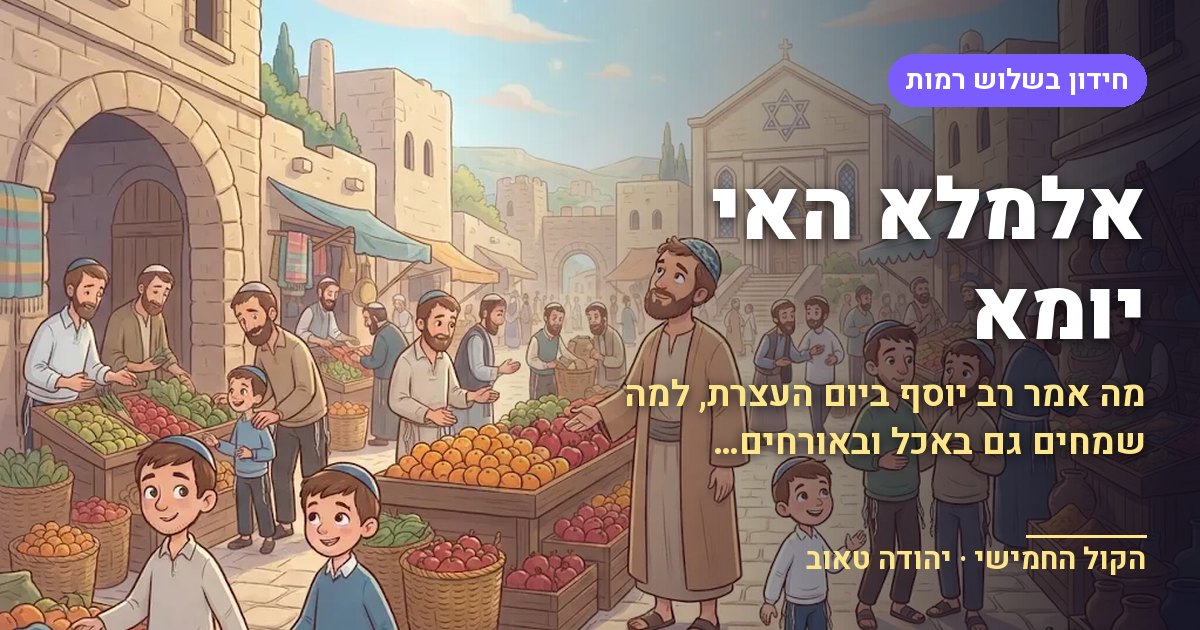 חידון בשלוש רמות
אלמלא האי
יומא
מה אמר רב יוסף ביום העצרת, למה
שמחים גם באכל ובאורחים...
הקול החמישי · יהודה טאוב